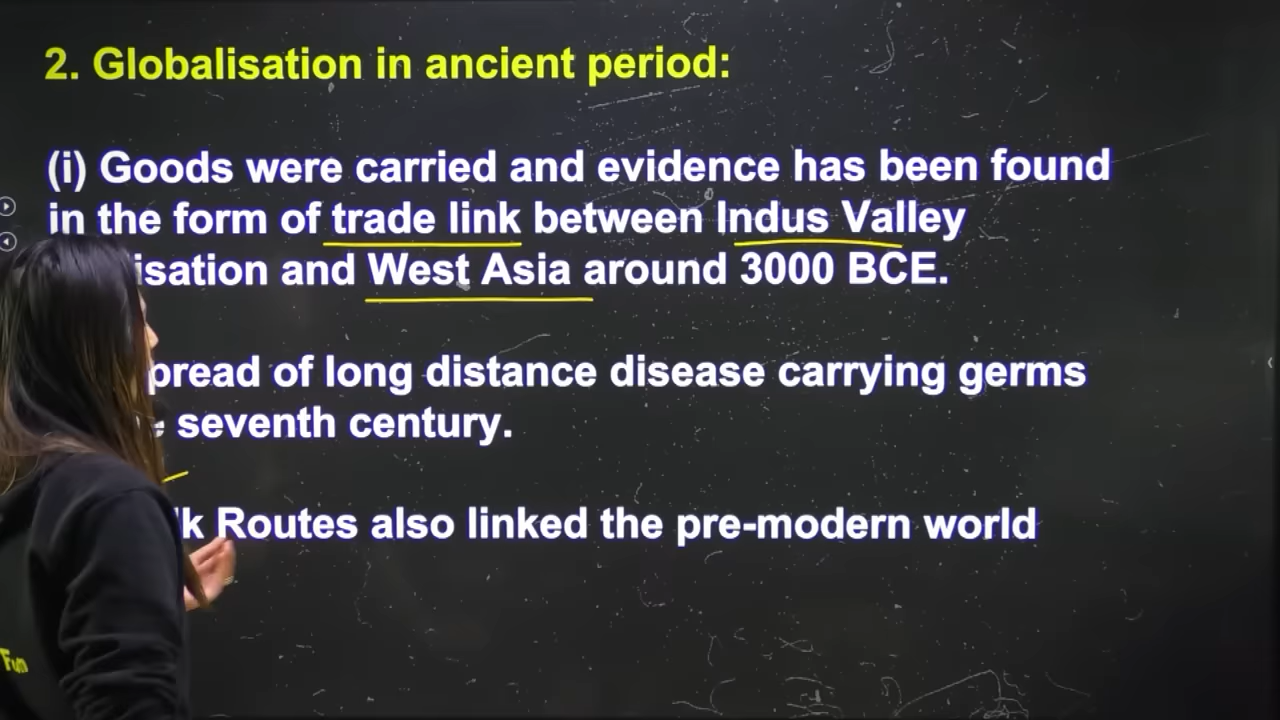 2. Globalisation in ancient period:
(i) Goods were carried and evidence has been found
in the form of trade link between Indus Valley
isation and West Asia around 3000 BCE.
pread of long distance disease carrying germs
seventh century.
lk Routes also linked the pre-modern world
Fun